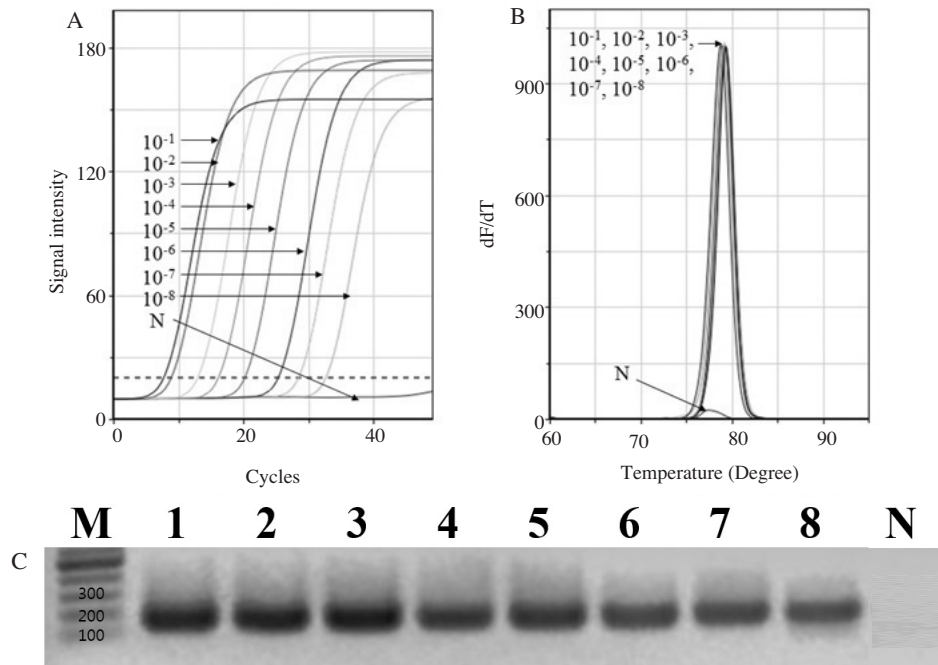 A
Signal intensity
180
120
60
0
10⁻¹
10⁻²
10⁻³
10⁻⁴
10⁻⁵
10⁻⁶
10⁻⁷
10⁻⁸
N
0 20 40
Cycles
B
dF/dT
10⁻¹, 10⁻², 10⁻³,
10⁻⁴, 10⁻⁵, 10⁻⁶,
10⁻⁷, 10⁻⁸
900
600
300
0
N
60 70 80 90
Temperature (Degree)
M 1 2 3 4 5 6 7 8 N
C
300
200
100